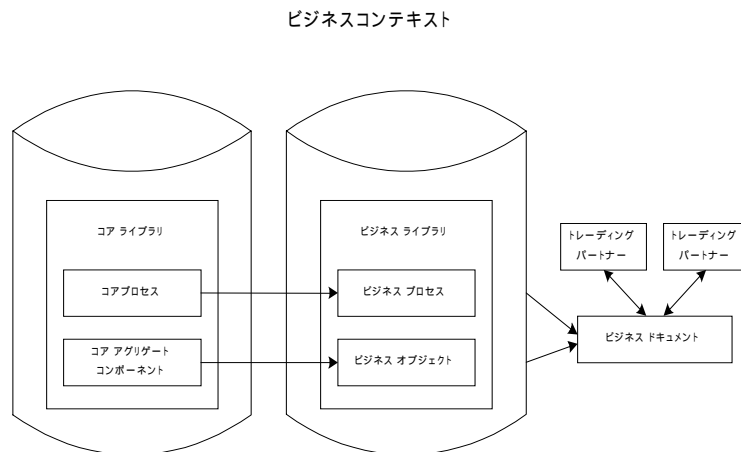 ビジネスコンテキスト
コア ライブラリ
ビジネス ライブラリ
トレーディング
パートナー
トレーディング
パートナー
コアプロセス
ビジネス プロセス
ビジネス ドキュメント
コア アグリゲート
コンポーネント
ビジネス オブジェクト